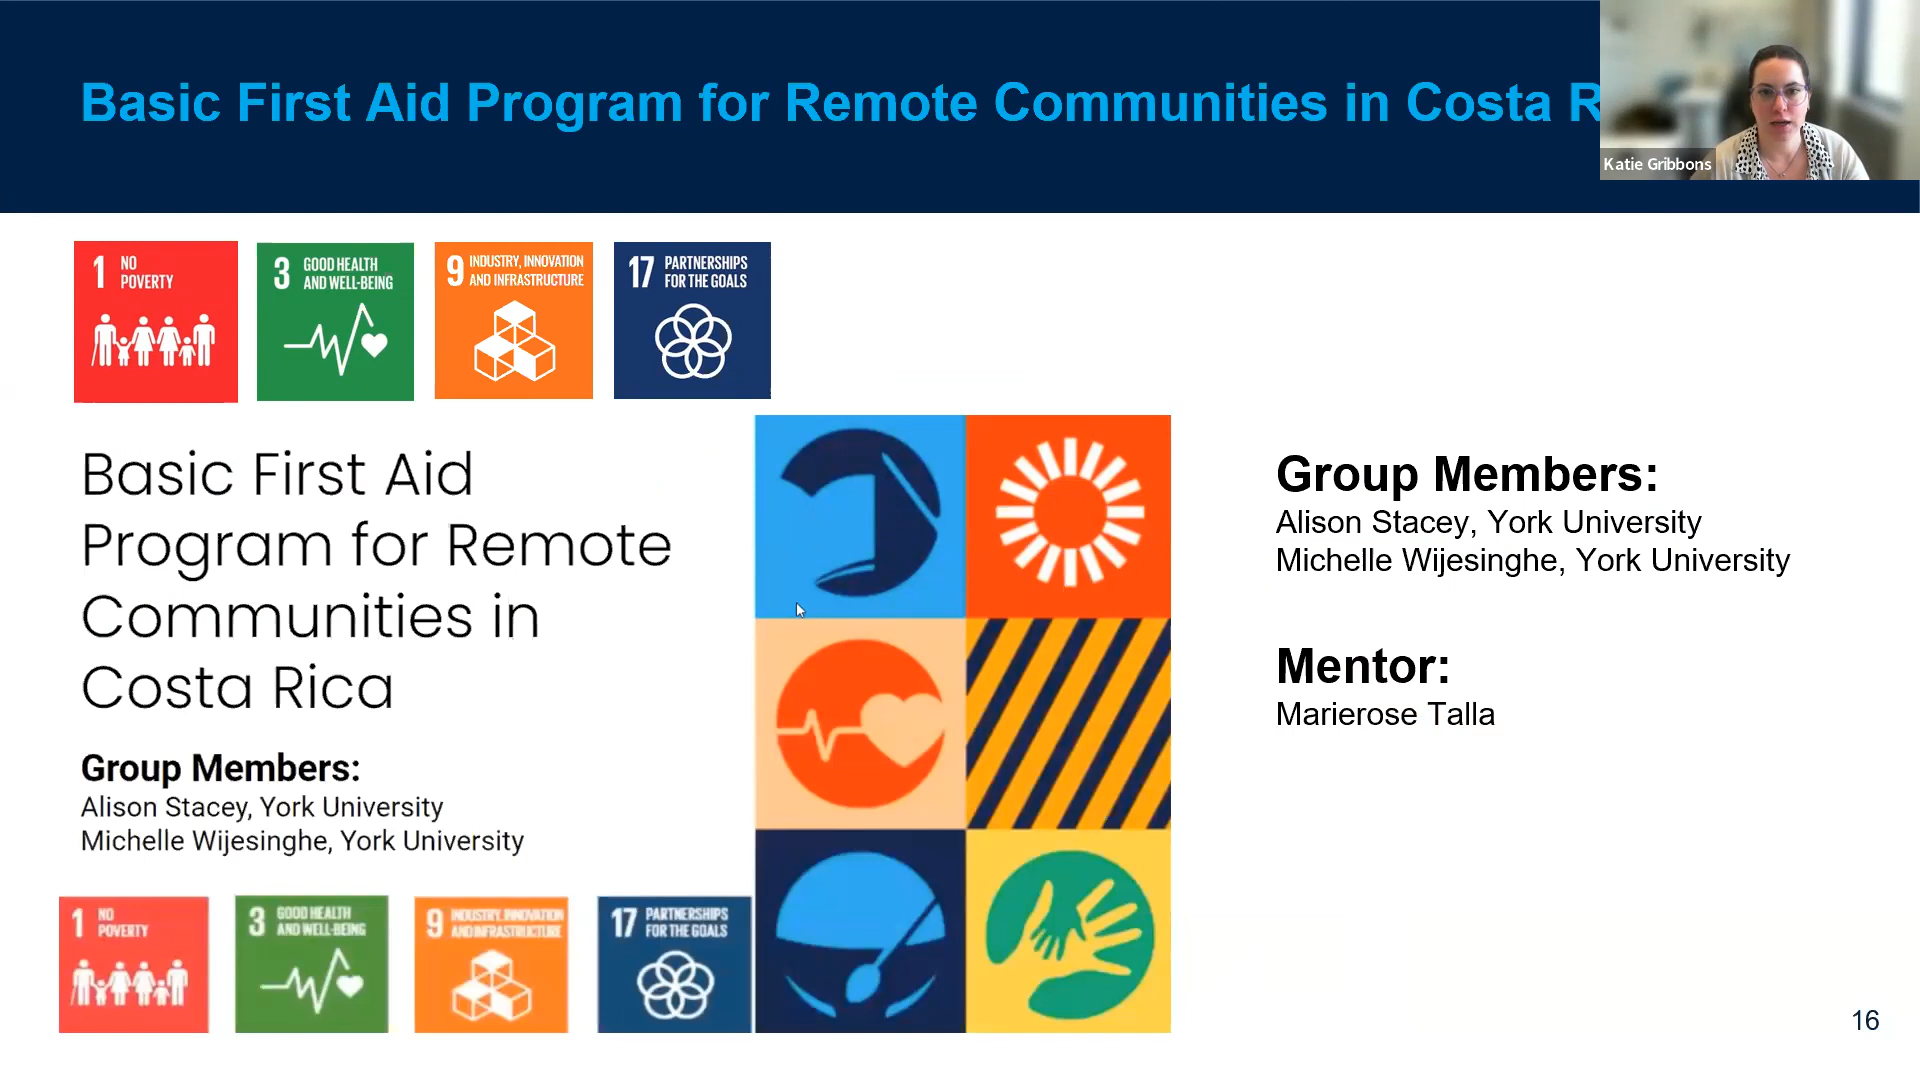 Basic First Aid Program for Remote Communities in Costa R
Katie Gribbons
1 NO
POVERTY
3 GOOD HEALTH
AND WELL-BEING
9 INDUSTRY, INNOVATION
AND INFRASTRUCTURE
17 PARTNERSHIPS
FOR THE GOALS
Basic First Aid
Program for Remote
Communities in
Costa Rica
Group Members:
Alison Stacey, York University
Michelle Wijesinghe, York University
1 NO
POVERTY
3 GOOD HEALTH
AND WELL-BEING
9 INDUSTRY, INNOVATION
AND INFRASTRUCTURE
17 PARTNERSHIPS
FOR THE GOALS
Group Members:
Alison Stacey, York University
Michelle Wijesinghe, York University
Mentor:
Marierose Talla
16